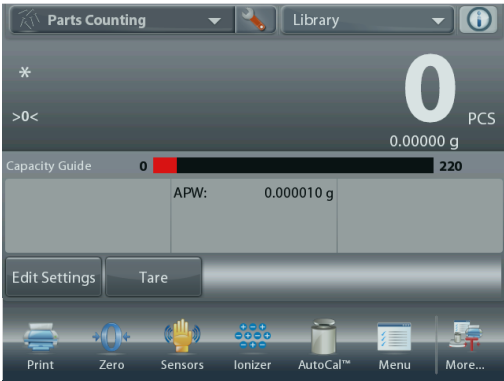 Parts Counting Library
*
0
>0<
PCS
0.00000 g
Capacity Guide 0 220
APW: 0.000010 g
Edit Settings Tare
Print Zero Sensors Ionizer AutoCal™ Menu More...